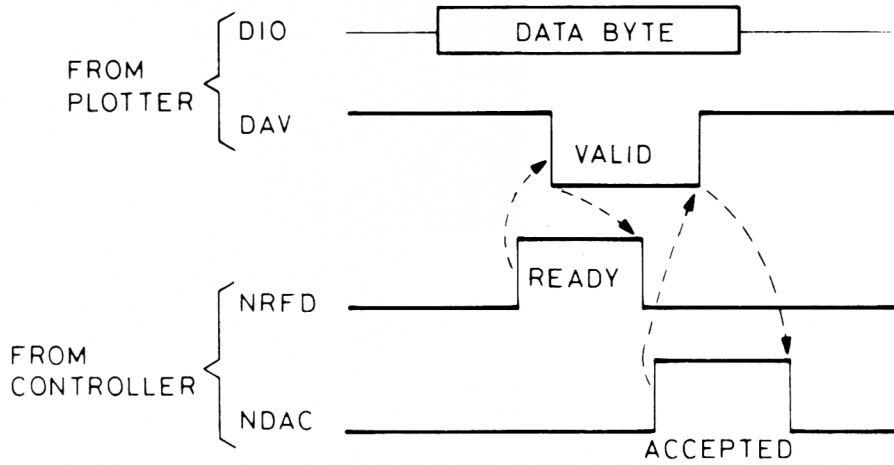 DIO
DATA BYTE
FROM
PLOTTER
DAV
VALID
READY
NRFD
FROM
CONTROLLER
NDAC
ACCEPTED